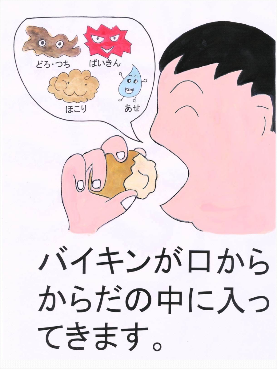 どろ・つち
ばいきん
ほこり
あせ
バイキンが口から
からだの中に入っ
てきます。